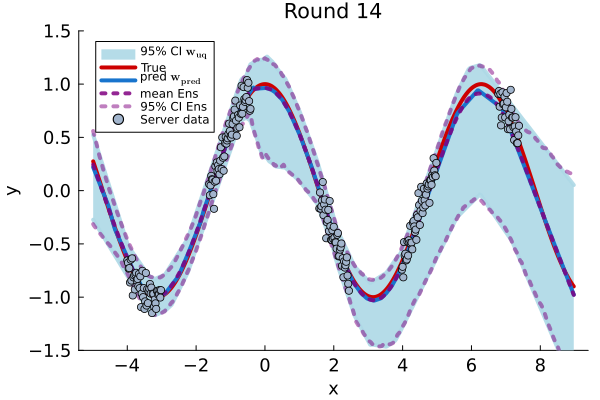 Round 14
1.5
1.0
0.5
0.0
−0.5
−1.0
−1.5
y
95% CI w_uq
True
pred w_pred
mean Ens
95% CI Ens
Server data
−4 −2 0 2 4 6 8
x